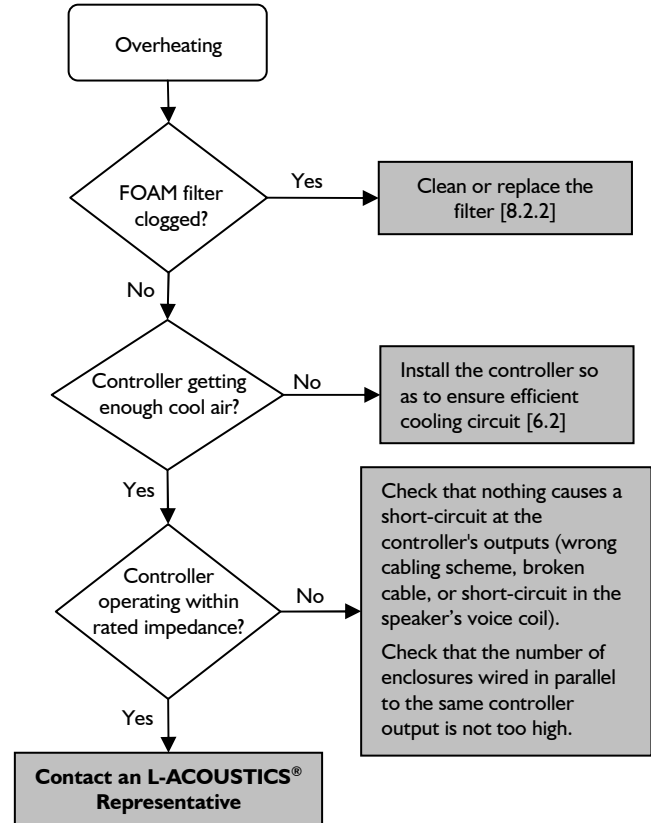 Overheating
FOAM filter
clogged?
Yes
Clean or replace the
filter [8.2.2]
No
Controller getting
enough cool air?
No
Install the controller so
as to ensure efficient
cooling circuit [6.2]
Yes
Controller
operating within
rated impedance?
No
Check that nothing causes a
short-circuit at the
controller's outputs (wrong
cabling scheme, broken
cable, or short-circuit in the
speaker’s voice coil).
Check that the number of
enclosures wired in parallel
to the same controller
output is not too high.
Yes
Contact an L-ACOUSTICS®
Representative